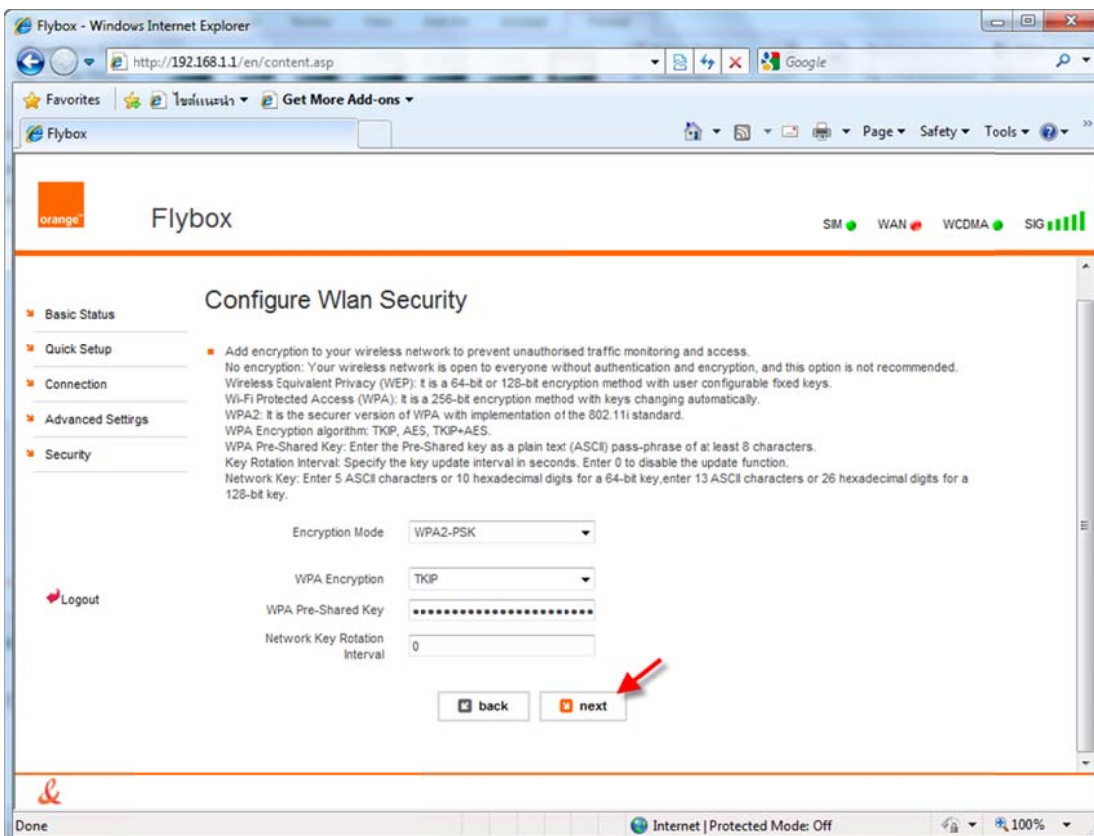 Flybox - Windows Internet Explorer
http://192.168.1.1/en/content.asp
Google
Favorites
ไซต์แนะนำ
Get More Add-ons
Flybox
Page
Safety
Tools
orange™
Flybox
SIM
WAN
WCDMA
SIG
Configure Wlan Security
Basic Status
Quick Setup
Connection
Advanced Settings
Security
Logout
Add encryption to your wireless network to prevent unauthorised traffic monitoring and access.
No encryption: Your wireless network is open to everyone without authentication and encryption, and this option is not recommended.
Wireless Equivalent Privacy (WEP): It is a 64-bit or 128-bit encryption method with user configurable fixed keys.
Wi-Fi Protected Access (WPA): It is a 256-bit encryption method with keys changing automatically.
WPA2: It is the securer version of WPA with implementation of the 802.11i standard.
WPA Encryption algorithm: TKIP, AES, TKIP+AES.
WPA Pre-Shared Key: Enter the Pre-Shared key as a plain text (ASCII) pass-phrase of at least 8 characters.
Key Rotation Interval: Specify the key update interval in seconds. Enter 0 to disable the update function.
Network Key: Enter 5 ASCII characters or 10 hexadecimal digits for a 64-bit key,enter 13 ASCII characters or 26 hexadecimal digits for a
128-bit key.
Encryption Mode WPA2-PSK
WPA Encryption TKIP
WPA Pre-Shared Key ••••••••••••••••••••••••
Network Key Rotation
Interval 0
back
next
&
Done
Internet | Protected Mode: Off
100%